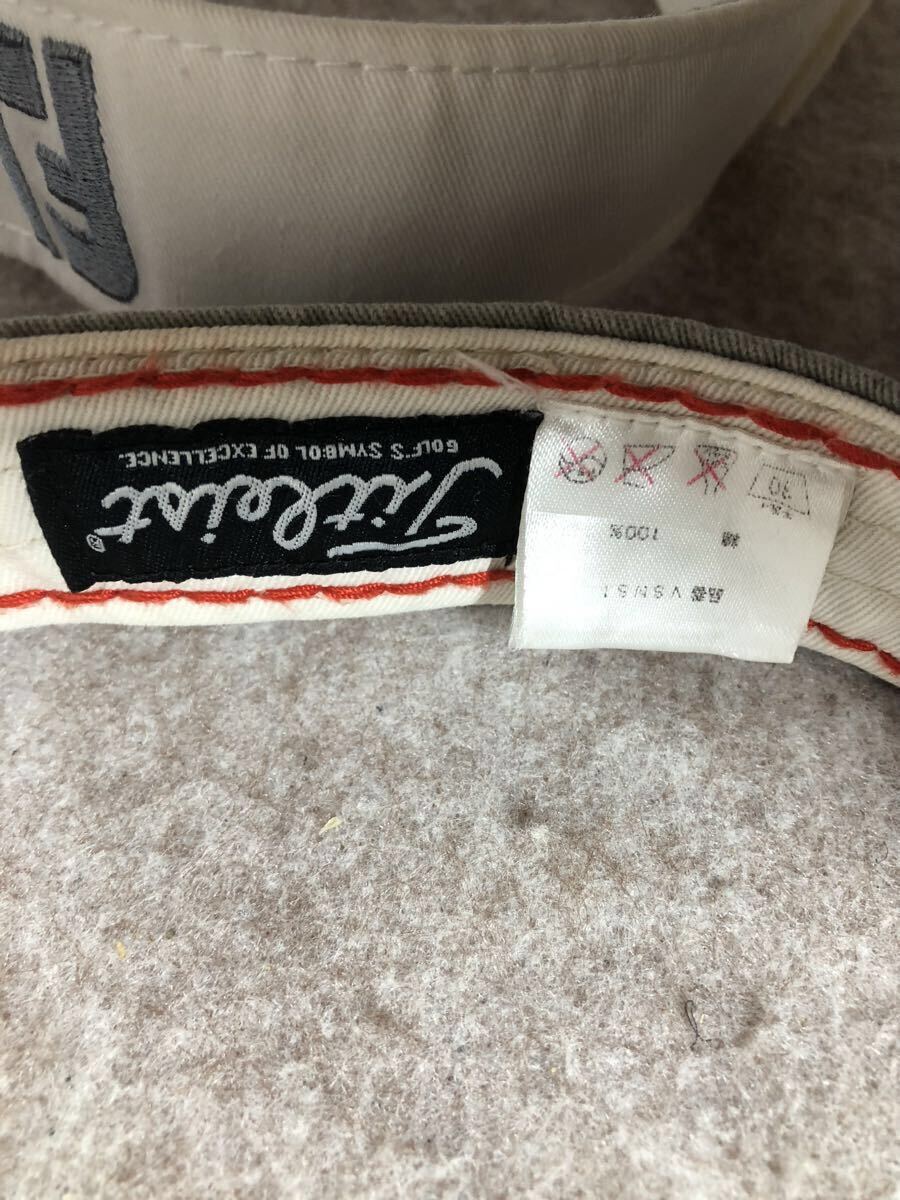 Titleist®
GOLF'S SYMBOL OF EXCELLENCE.
品番 VSNS1
綿 100%
30